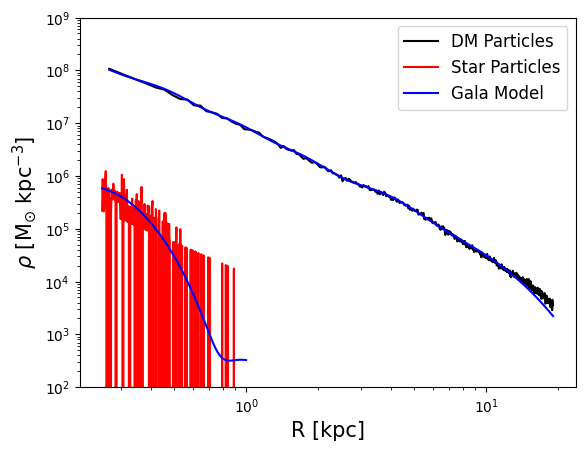 DM Particles
Star Particles
Gala Model
10⁹
10⁸
10⁷
10⁶
10⁵
10⁴
10³
10²
ρ [M⊙ kpc⁻³]
10⁰
10¹
R [kpc]